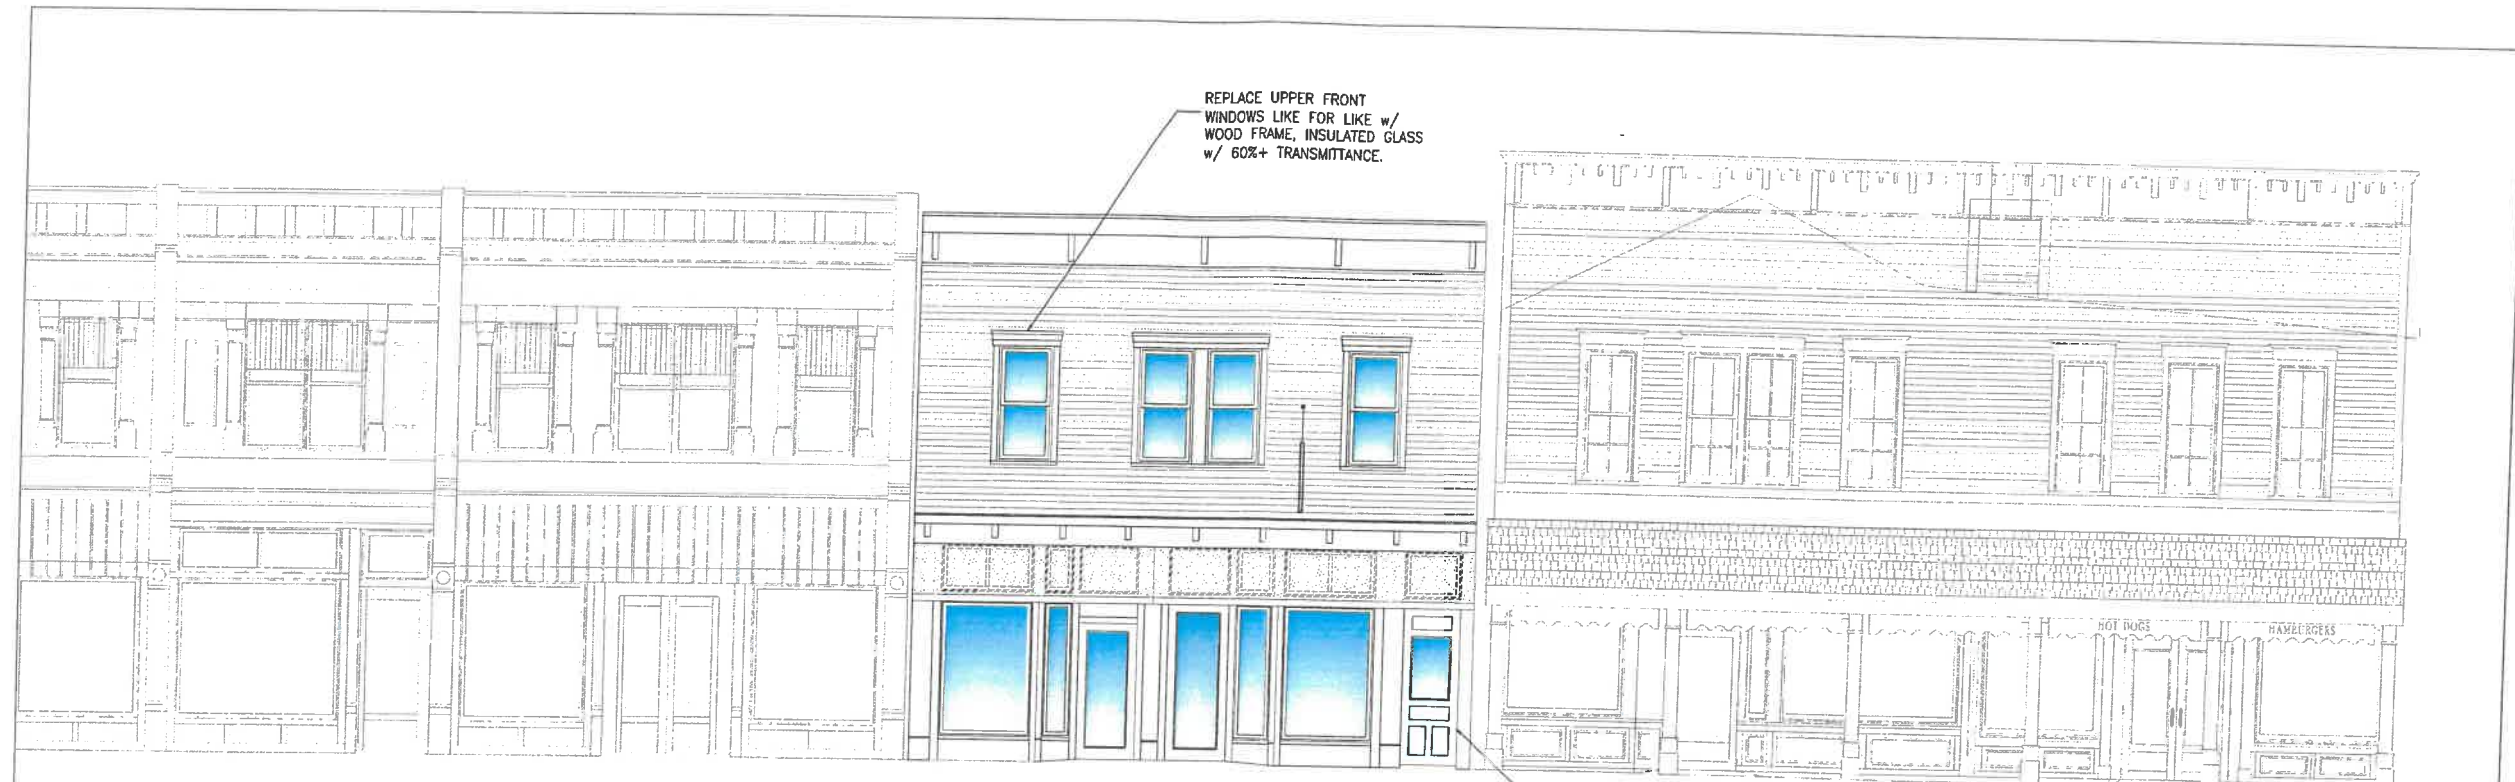 REPLACE UPPER FRONT
WINDOWS LIKE FOR LIKE w/
WOOD FRAME, INSULATED GLASS
w/ 60%+ TRANSMITTANCE.
HOT DOGS
HAMBURGERS